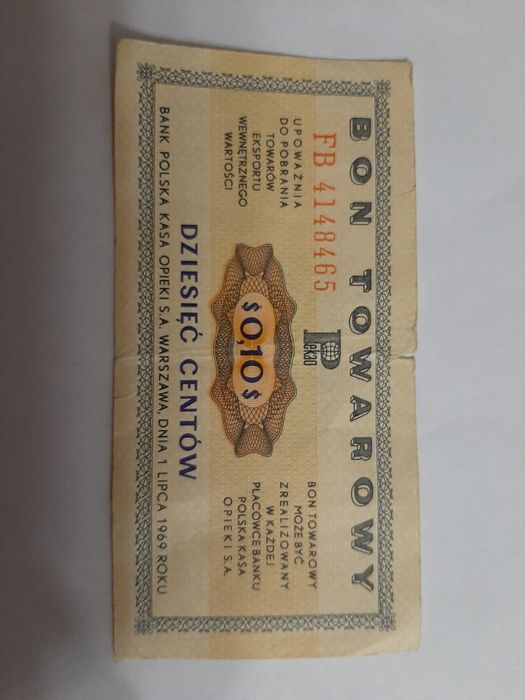 BON TOWAROWY
FB 4148465
Pekao
UPOWAŻNIA
DO POBRANIA
TOWARÓW
EKSPORTU
WEWNĘTRZNEGO
WARTOŚCI
$0,10$
BON TOWAROWY
MOŻE BYĆ
ZREALIZOWANY
W KAŻDEJ
PLACÓWCE BANKU
POLSKA KASA
OPIEKI S.A.
DZIESIĘĆ CENTÓW
BANK POLSKA KASA OPIEKI S.A. WARSZAWA, DNIA 1 LIPCA 1969 ROKU